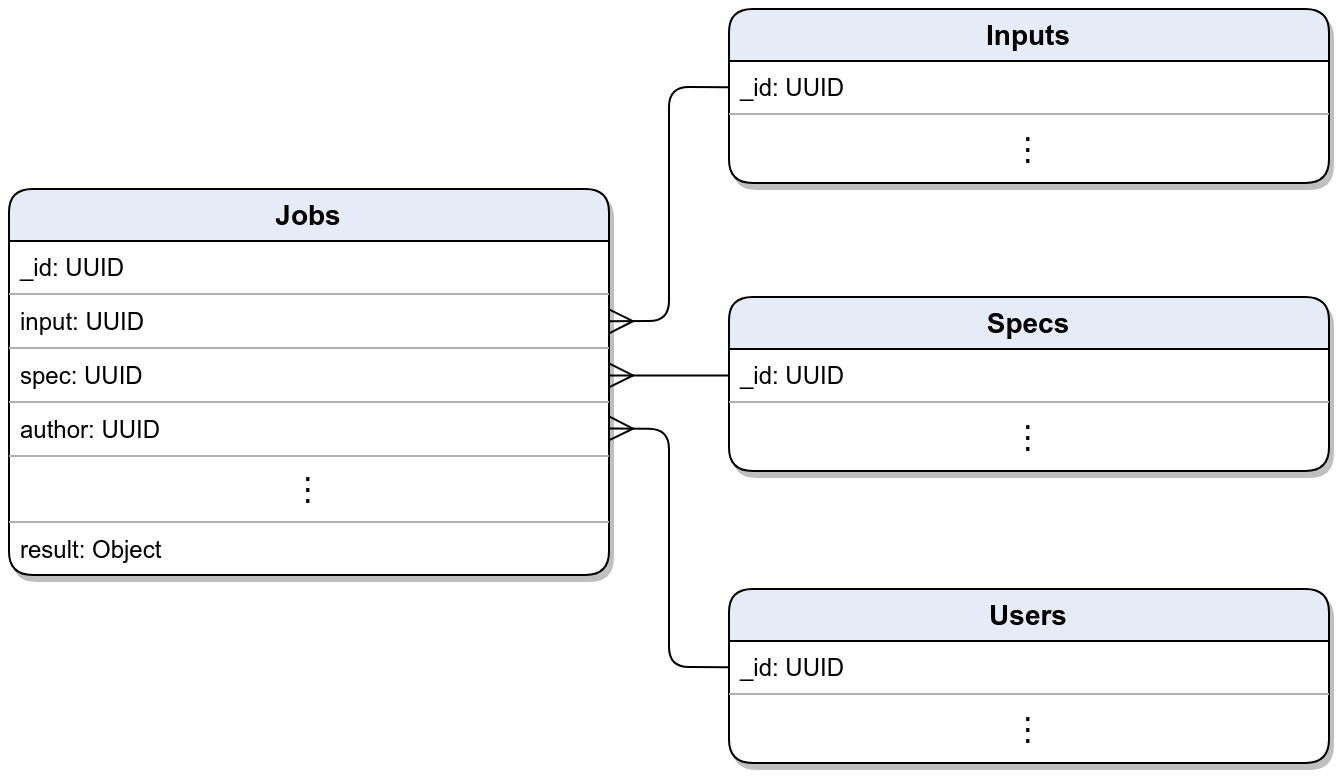 Jobs
_id: UUID
input: UUID
spec: UUID
author: UUID
⋮
result: Object
Inputs
_id: UUID
⋮
Specs
_id: UUID
⋮
Users
_id: UUID
⋮